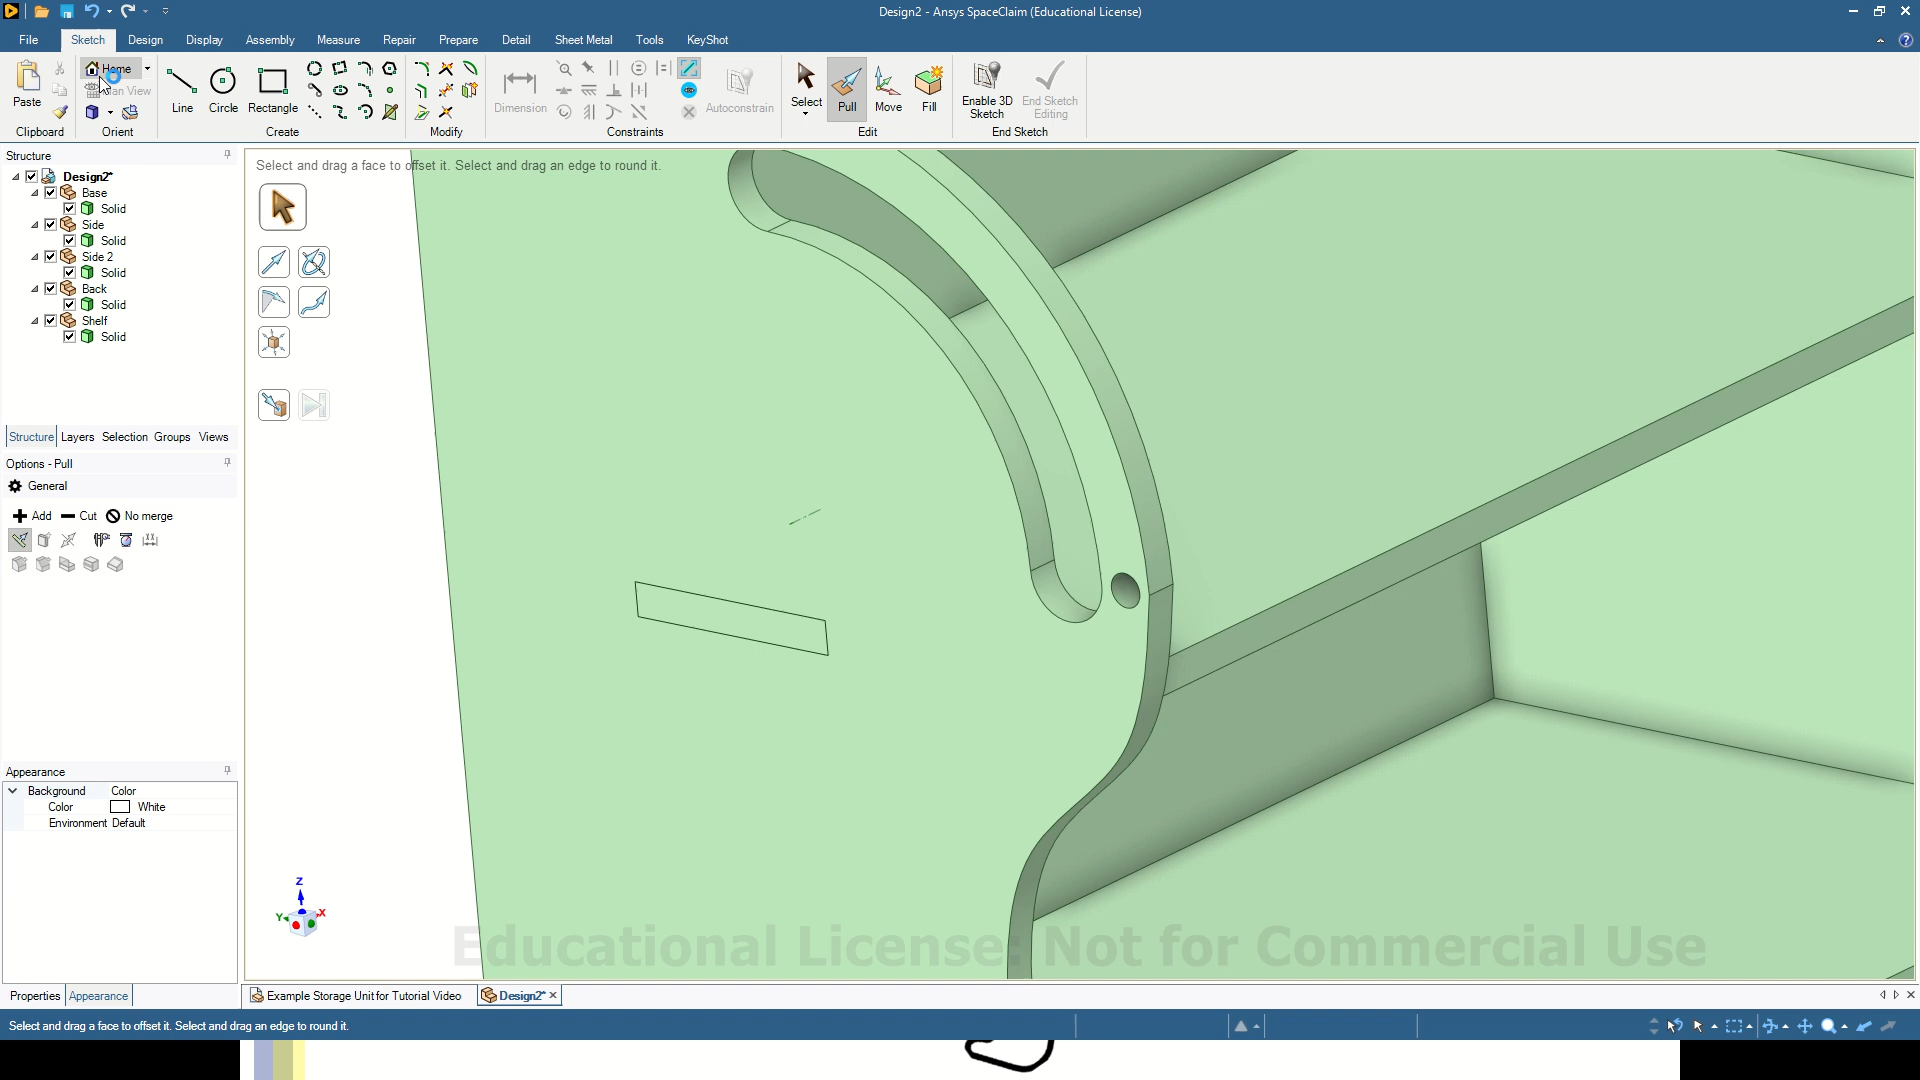 Design2 - Ansys SpaceClaim (Educational License)
File Sketch Design Display Assembly Measure Repair Prepare Detail Sheet Metal Tools KeyShot
Paste
Home
Plan View
Line Circle Rectangle
Dimension
Autoconstrain
Select Pull Move Fill
Enable 3D Sketch
End Sketch Editing
Clipboard Orient Create Modify Constraints Edit End Sketch
Structure
Select and drag a face to offset it. Select and drag an edge to round it.
Design2*
Base
Solid
Side
Solid
Side 2
Solid
Back
Solid
Shelf
Solid
Structure Layers Selection Groups Views
Options - Pull
General
Add Cut No merge
Appearance
Background Color
Color White
Environment Default
Z
Y X
Educational License: Not for Commercial Use
Properties Appearance
Example Storage Unit for Tutorial Video Design2*
Select and drag a face to offset it. Select and drag an edge to round it.